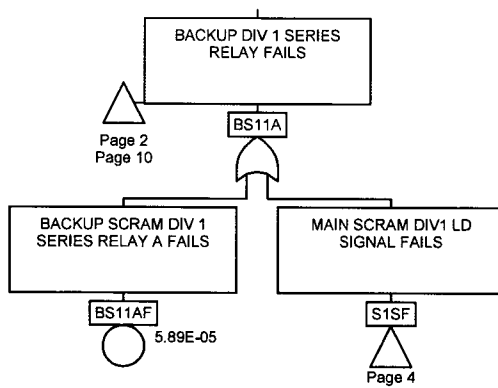 BACKUP DIV 1 SERIES
RELAY FAILS
Page 2
Page 10
BS11A
BACKUP SCRAM DIV 1
SERIES RELAY A FAILS
MAIN SCRAM DIV1 LD
SIGNAL FAILS
BS11AF
5.89E-05
S1SF
Page 4